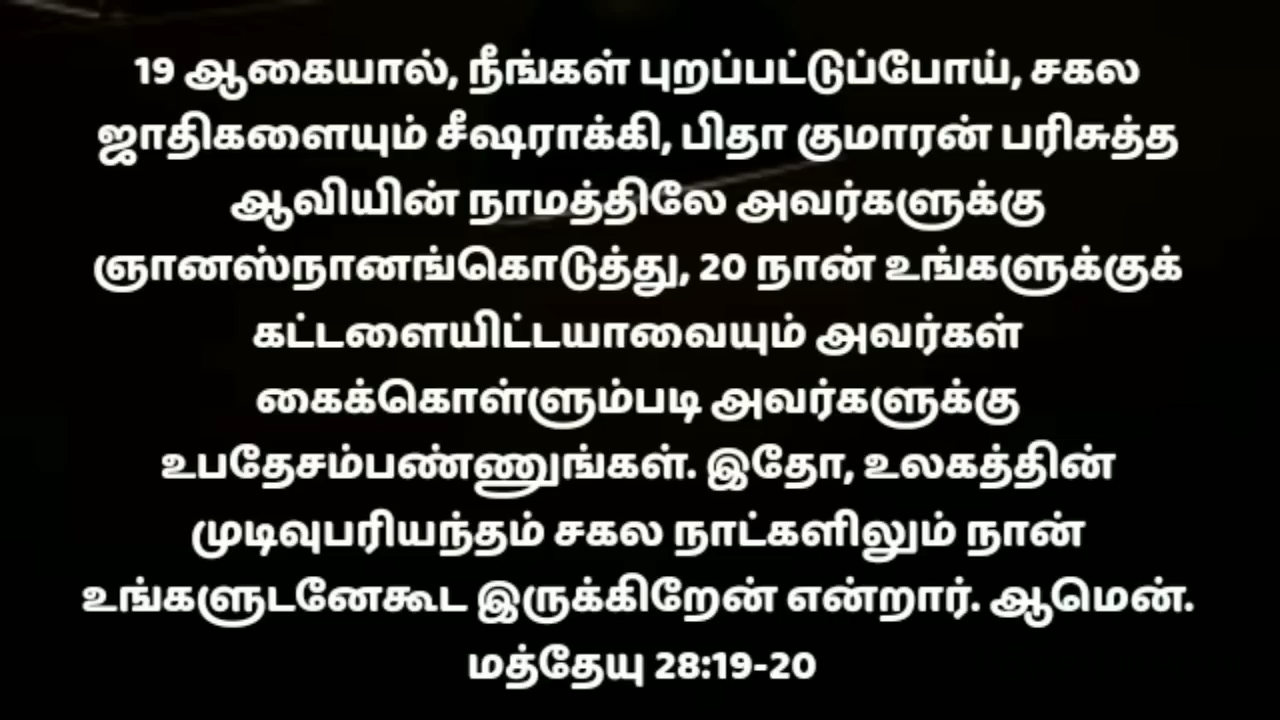 19 ஆகையால், நீங்கள் புறப்பட்டுப்போய், சகல
ஜாதிகளையும் சீஷராக்கி, பிதா குமாரன் பரிசுத்த
ஆவியின் நாமத்திலே அவர்களுக்கு
ஞானஸ்நானங்கொடுத்து, 20 நான் உங்களுக்குக்
கட்டளையிட்டயாவையும் அவர்கள்
கைக்கொள்ளும்படி அவர்களுக்கு
உபதேசம்பண்ணுங்கள். இதோ, உலகத்தின்
முடிவுபரியந்தம் சகல நாட்களிலும் நான்
உங்களுடனேகூட இருக்கிறேன் என்றார். ஆமென்.
மத்தேயு 28:19-20